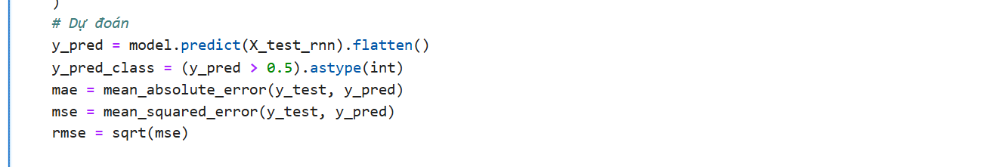 )
# Dự đoán
y_pred = model.predict(X_test_rnn).flatten()
y_pred_class = (y_pred > 0.5).astype(int)
mae = mean_absolute_error(y_test, y_pred)
mse = mean_squared_error(y_test, y_pred)
rmse = sqrt(mse)